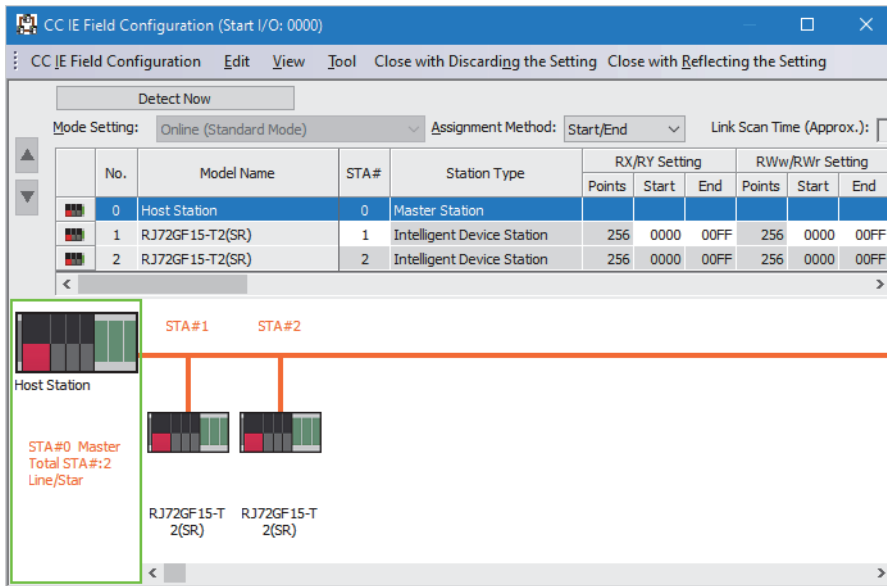 CC IE Field Configuration (Start I/O: 0000)
CC IE Field Configuration Edit View Tool Close with Discarding the Setting Close with Reflecting the Setting
Detect Now
Mode Setting: Online (Standard Mode) Assignment Method: Start/End Link Scan Time (Approx.):
No. Model Name STA# Station Type RX/RY Setting RWw/RWr Setting
Points Start End Points Start End
0 Host Station 0 Master Station
1 RJ72GF15-T2(SR) 1 Intelligent Device Station 256 0000 00FF 256 0000 00FF
2 RJ72GF15-T2(SR) 2 Intelligent Device Station 256 0000 00FF 256 0000 00FF
STA#1 STA#2
Host Station
STA#0 Master
Total STA#:2
Line/Star
RJ72GF15-T
2(SR)
RJ72GF15-T
2(SR)